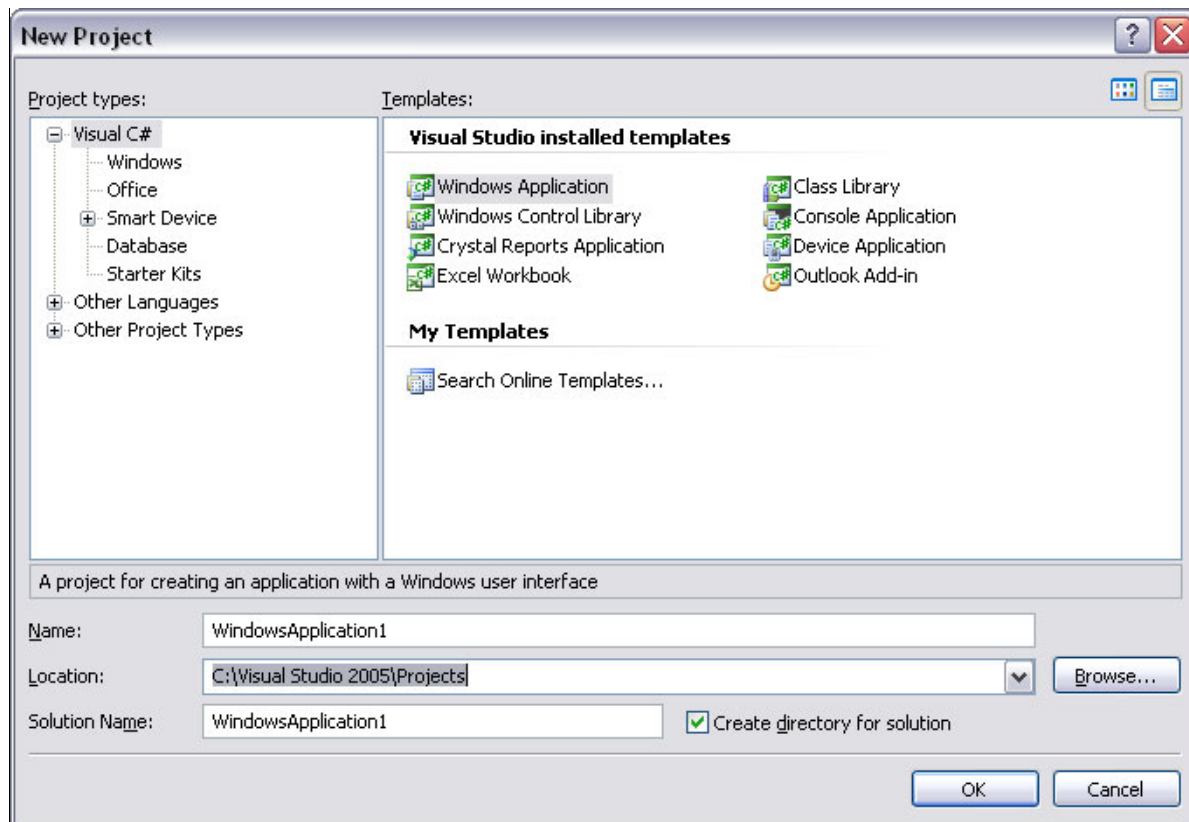 New Project
?
Project types:
Templates:
Visual C#
Windows
Office
Smart Device
Database
Starter Kits
Other Languages
Other Project Types
Visual Studio installed templates
Windows Application
Class Library
Windows Control Library
Console Application
Crystal Reports Application
Device Application
Excel Workbook
Outlook Add-in
My Templates
Search Online Templates...
A project for creating an application with a Windows user interface
Name:
WindowsApplication1
Location:
C:\Visual Studio 2005\Projects
Browse...
Solution Name:
WindowsApplication1
Create directory for solution
OK
Cancel